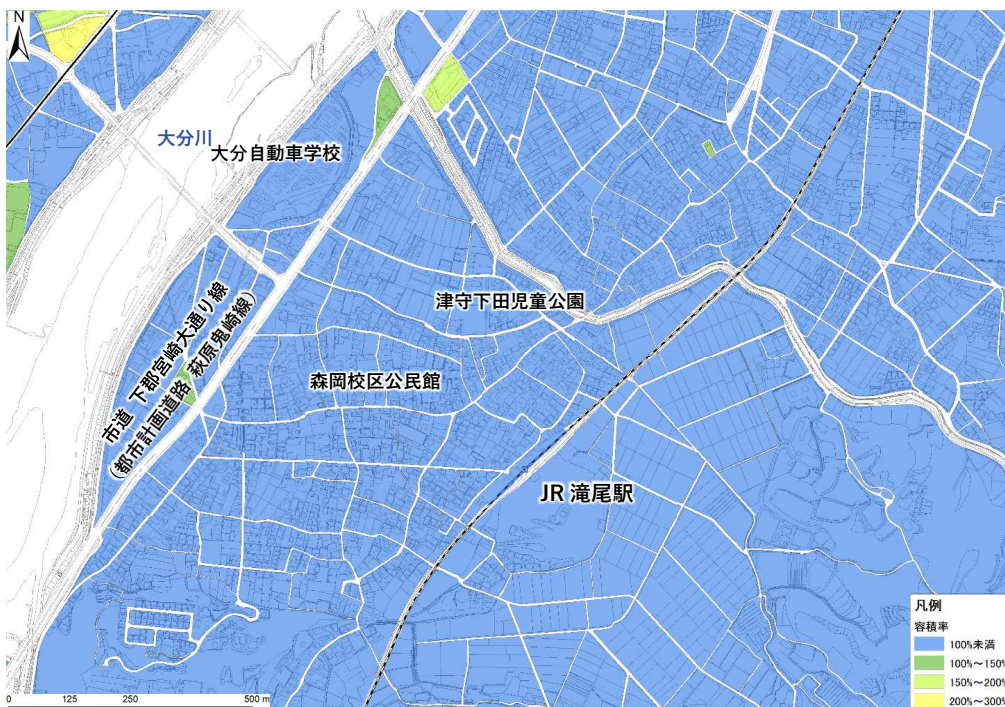 N
大分川
大分自動車学校
津守下田児童公園
森岡校区公民館
市道 下郡宮崎大通り線
(都市計画道路 萩原鬼崎線)
JR 滝尾駅
凡例
容積率
100%未満
100%～150%
150%～200%
200%～300%
0 125 250 500 m